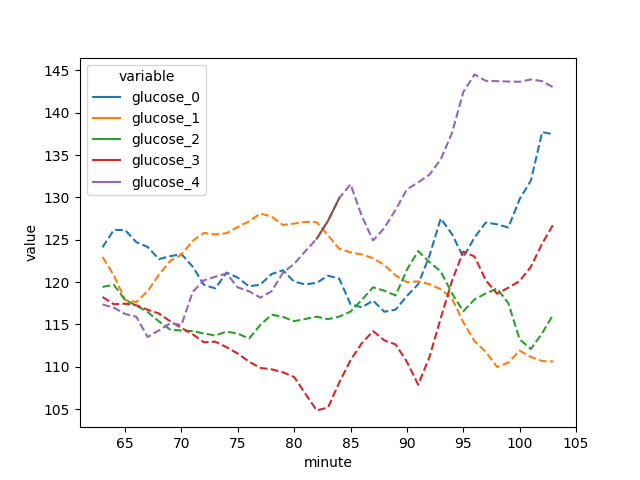 variable
glucose_0
glucose_1
glucose_2
glucose_3
glucose_4
145
140
135
130
125
120
115
110
105
value
65 70 75 80 85 90 95 100 105
minute